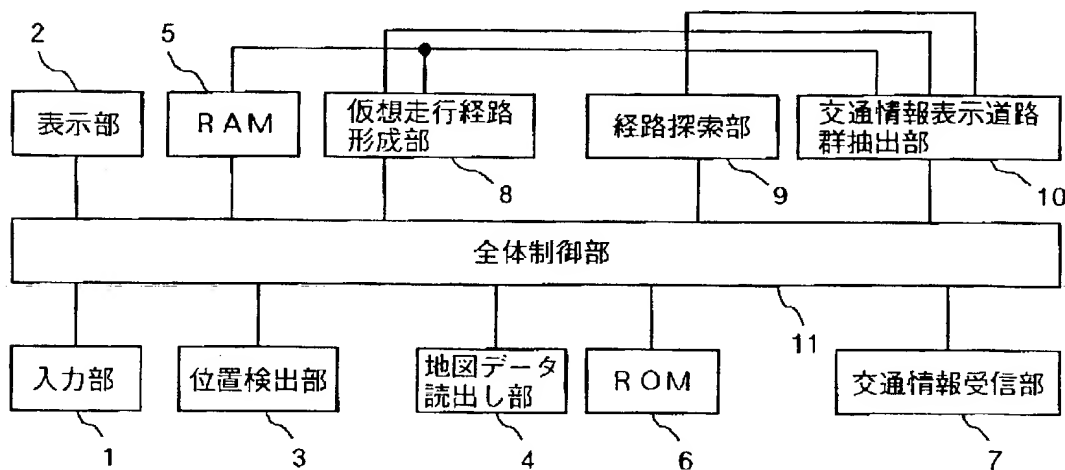 2
5
表示部
RAM
仮想走行経路
形成部
経路探索部
交通情報表示道路
群抽出部
8
9
10
全体制御部
11
入力部
位置検出部
地図データ
読出し部
ROM
交通情報受信部
1
3
4
6
7